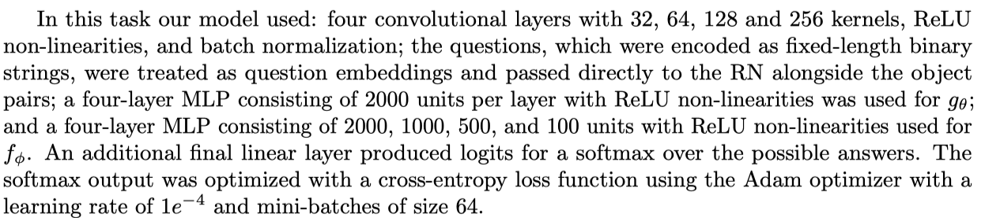 In this task our model used: four convolutional layers with 32, 64, 128 and 256 kernels, ReLU
non-linearities, and batch normalization; the questions, which were encoded as fixed-length binary
strings, were treated as question embeddings and passed directly to the RN alongside the object
pairs; a four-layer MLP consisting of 2000 units per layer with ReLU non-linearities was used for gθ;
and a four-layer MLP consisting of 2000, 1000, 500, and 100 units with ReLU non-linearities used for
fϕ. An additional final linear layer produced logits for a softmax over the possible answers. The
softmax output was optimized with a cross-entropy loss function using the Adam optimizer with a
learning rate of 1e⁻⁴ and mini-batches of size 64.